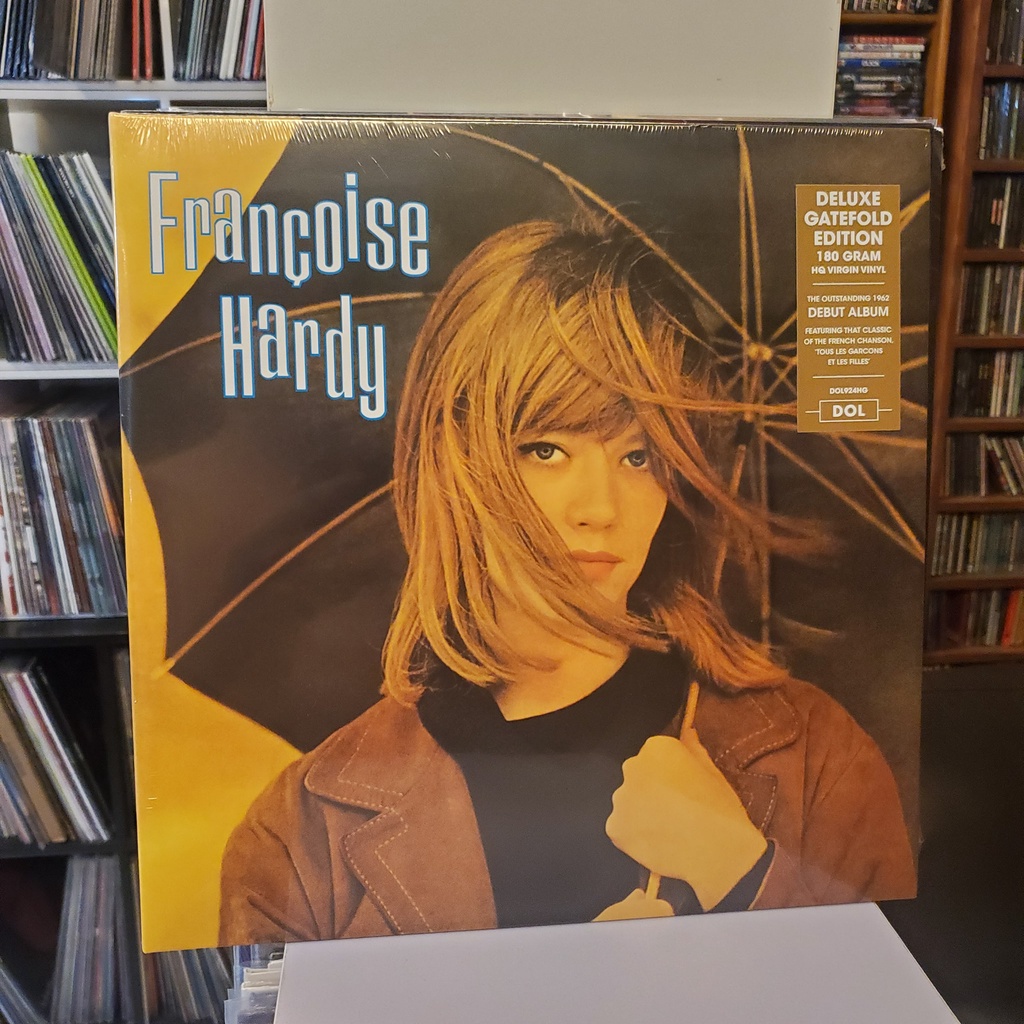 Françoise
Hardy
DELUXE
GATEFOLD
EDITION
180 GRAM
HQ VIRGIN VINYL
THE OUTSTANDING 1962
DEBUT ALBUM
FEATURING THAT CLASSIC
OF THE FRENCH CHANSON,
'TOUS LES GARCONS
ET LES FILLES'
DOL924HG
DOL